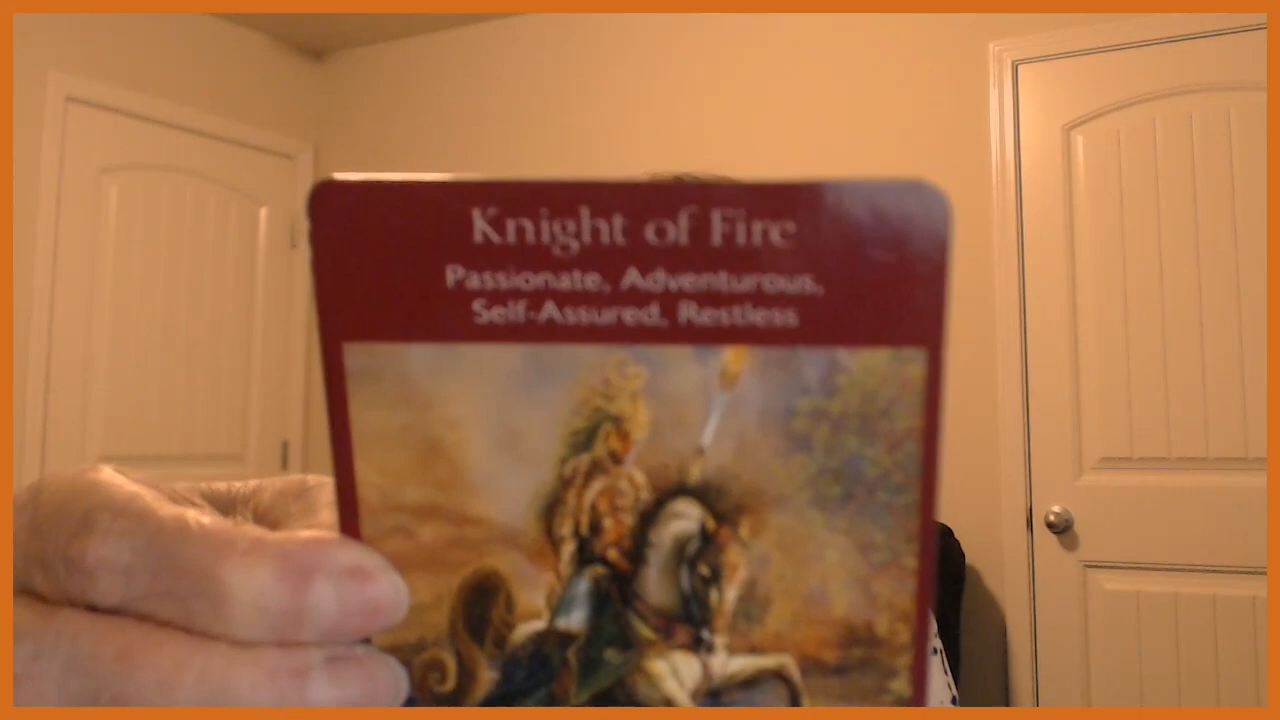 Knight of Fire
Passionate, Adventurous,
Self-Assured, Restless